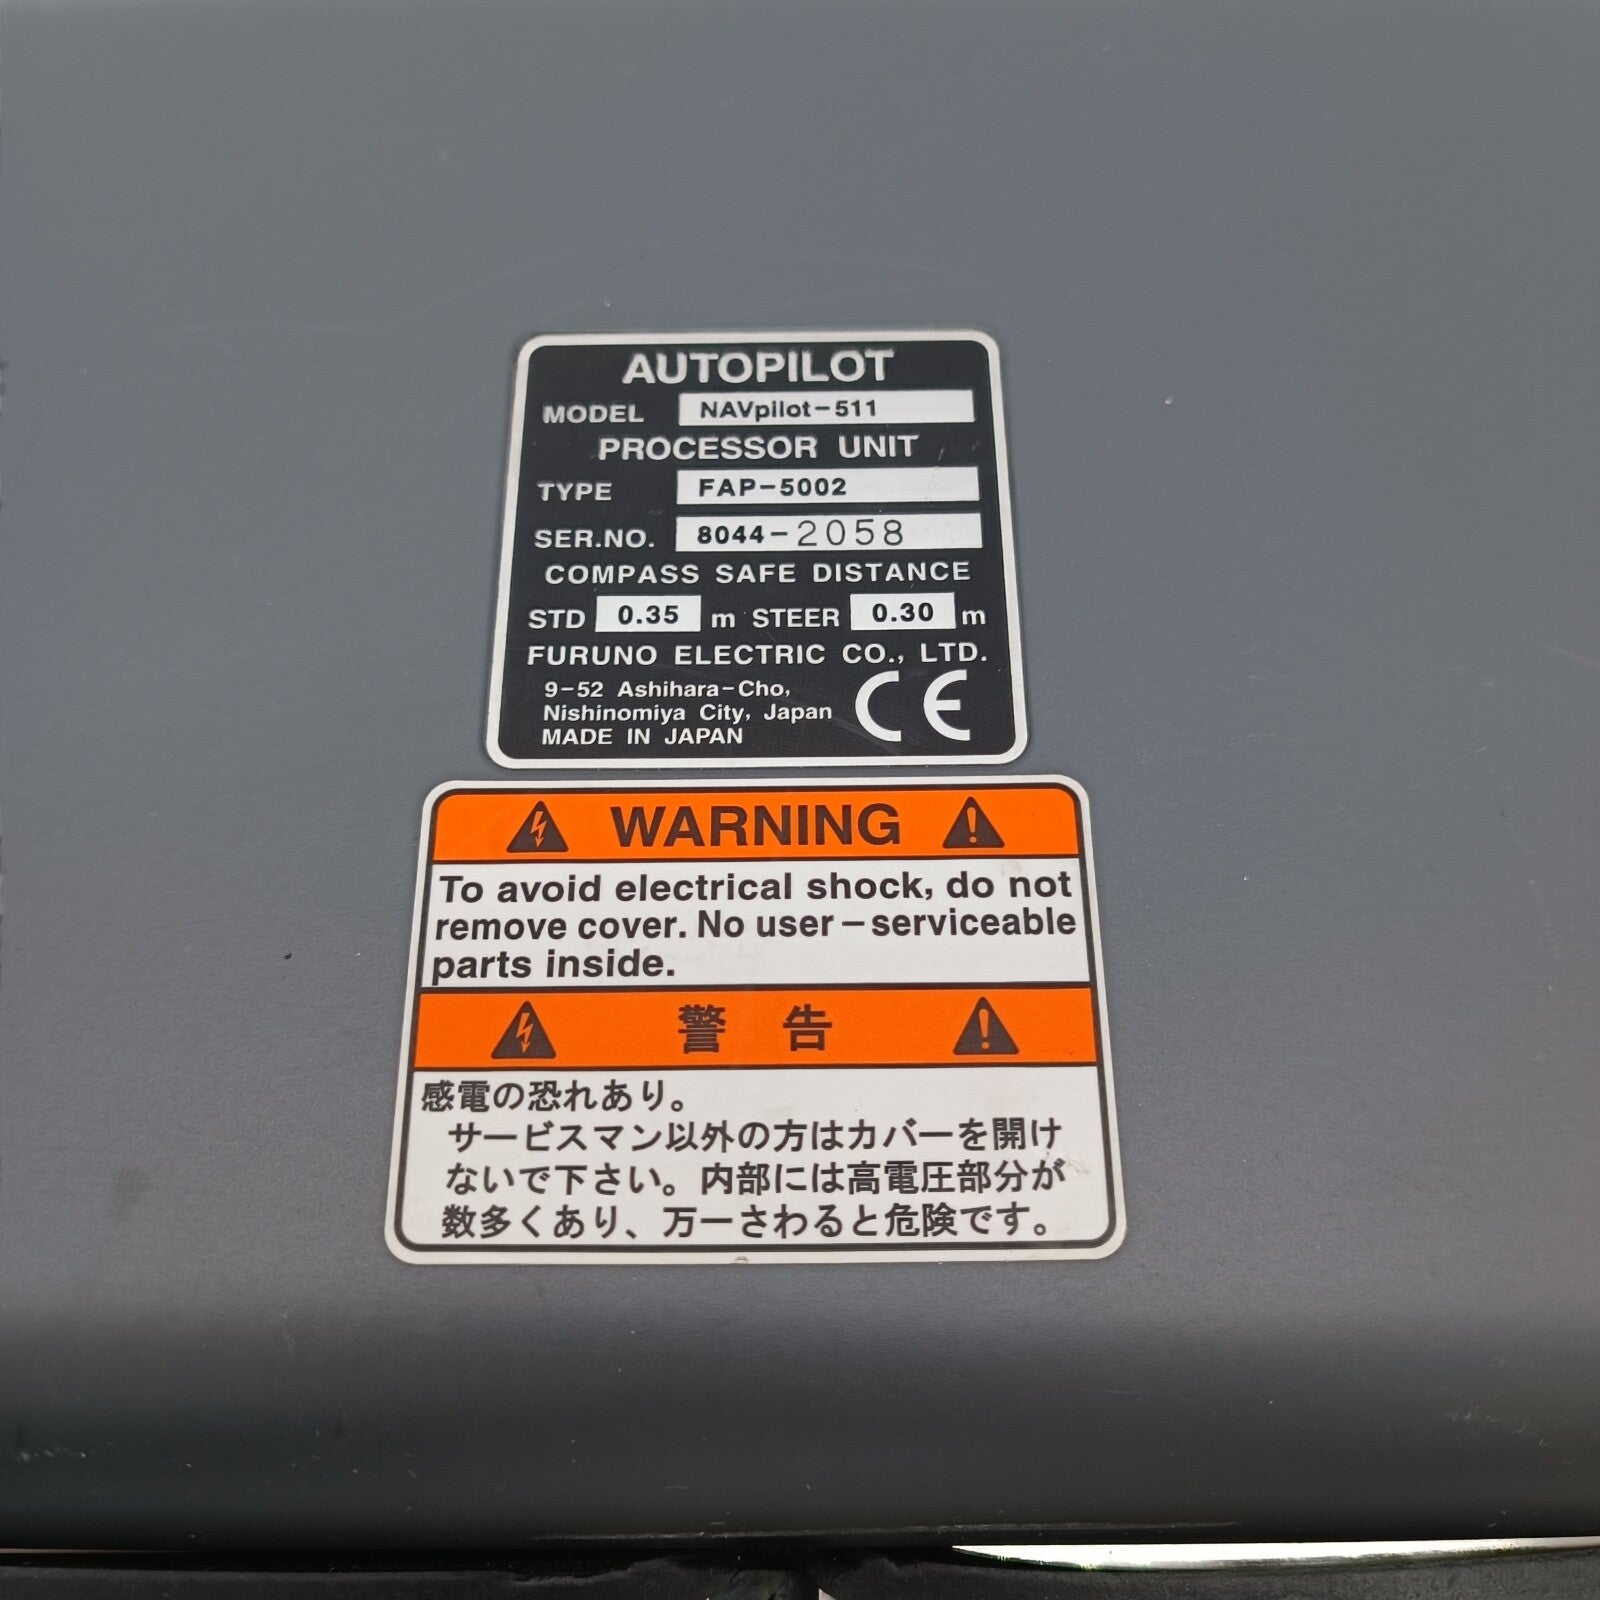 AUTOPILOT
MODEL NAVpilot-511
PROCESSOR UNIT
TYPE FAP-5002
SER.NO. 8044-2058
COMPASS SAFE DISTANCE
STD 0.35 m STEER 0.30 m
FURUNO ELECTRIC CO., LTD.
9-52 Ashihara-Cho,
Nishinomiya City, Japan
MADE IN JAPAN
CE
WARNING
To avoid electrical shock, do not
remove cover. No user-serviceable
parts inside.
警 告
感電の恐れあり。
サービスマン以外の方はカバーを開け
ないで下さい。内部には高電圧部分が
数多くあり、万一さわると危険です。